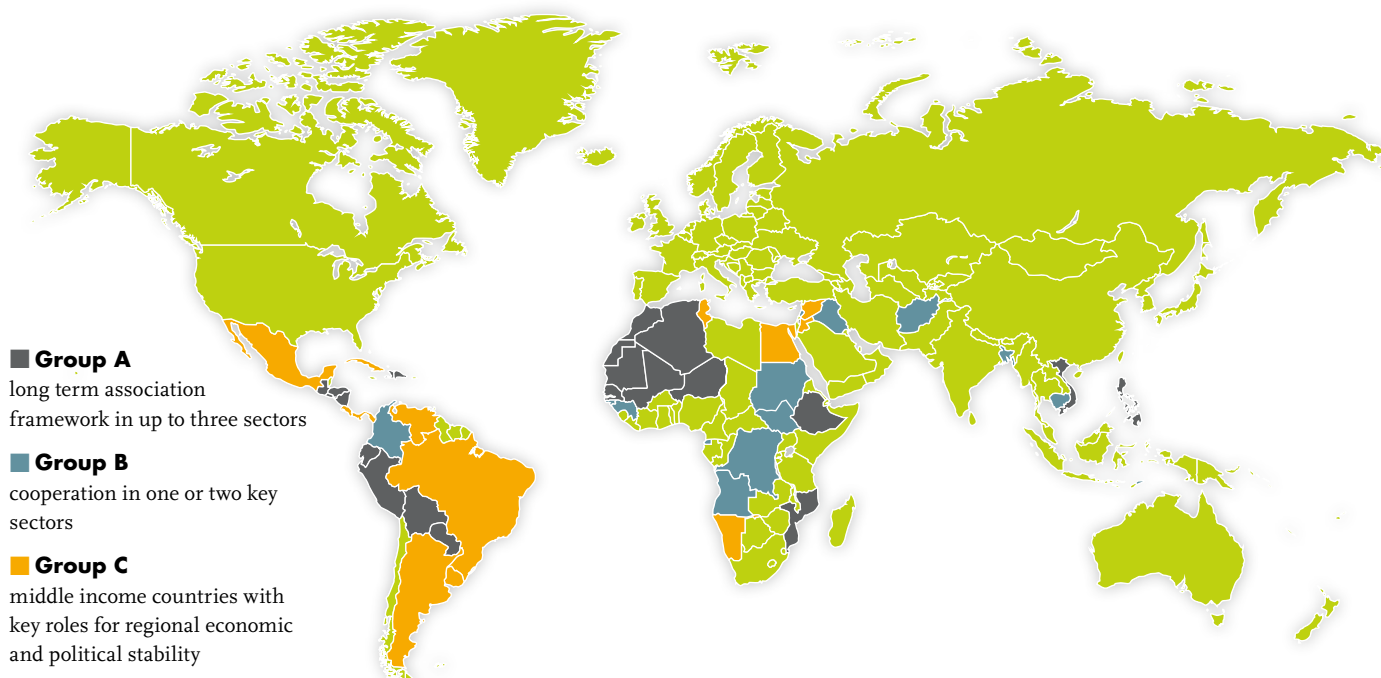 Group A
long term association
framework in up to three sectors
Group B
cooperation in one or two key
sectors
Group C
middle income countries with
key roles for regional economic
and political stability